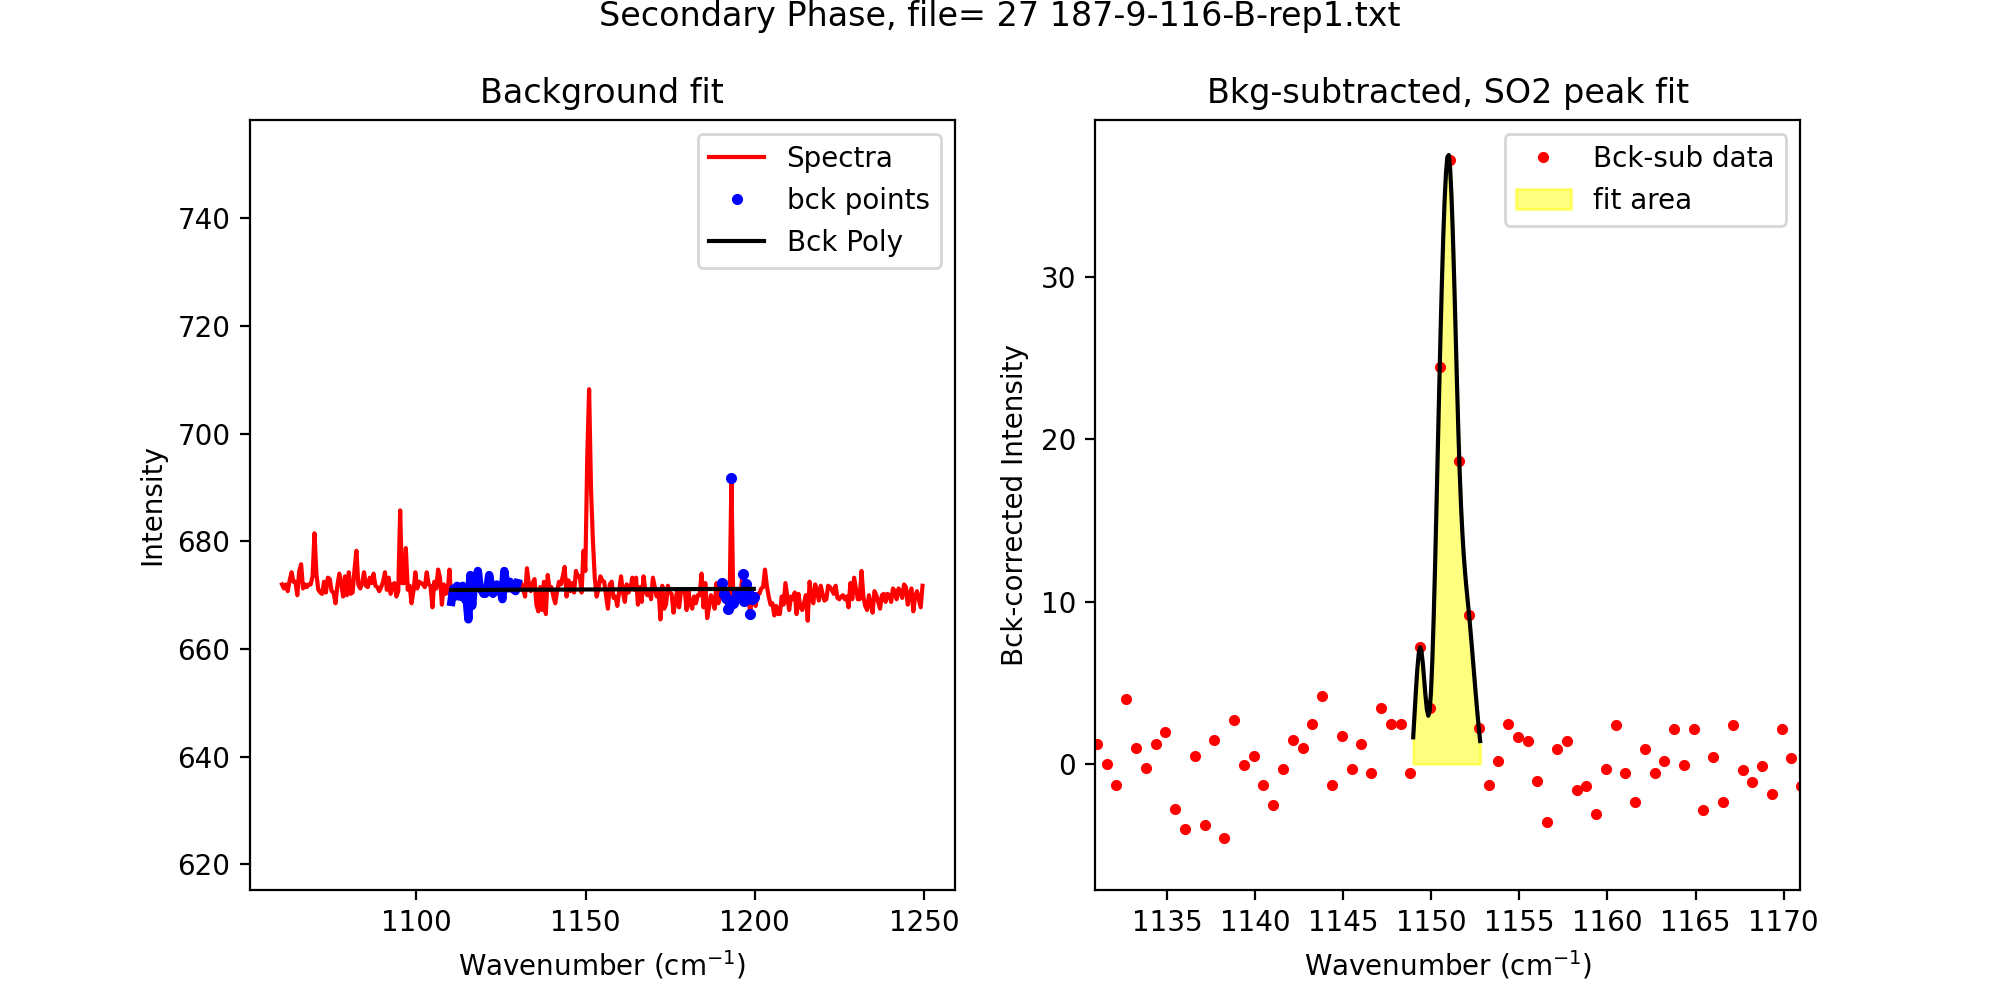 Secondary Phase, file= 27 187-9-116-B-rep1.txt
Background fit
Spectra
bck points
Bck Poly
Intensity
740
720
700
680
660
640
620
1100 1150 1200 1250
Wavenumber (cm⁻¹)
Bkg-subtracted, SO2 peak fit
Bck-sub data
fit area
Bck-corrected Intensity
30
20
10
0
1135 1140 1145 1150 1155 1160 1165 1170
Wavenumber (cm⁻¹)